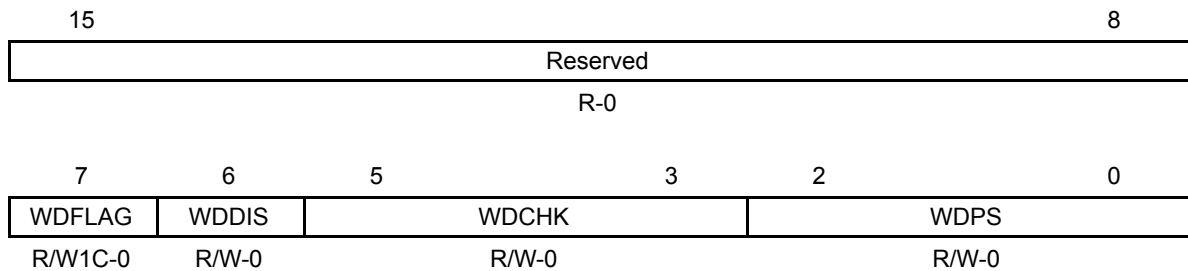 15 8
Reserved
R-0
7 6 5 3 2 0
WDFLAG WDDIS WDCHK WDPS
R/W1C-0 R/W-0 R/W-0 R/W-0